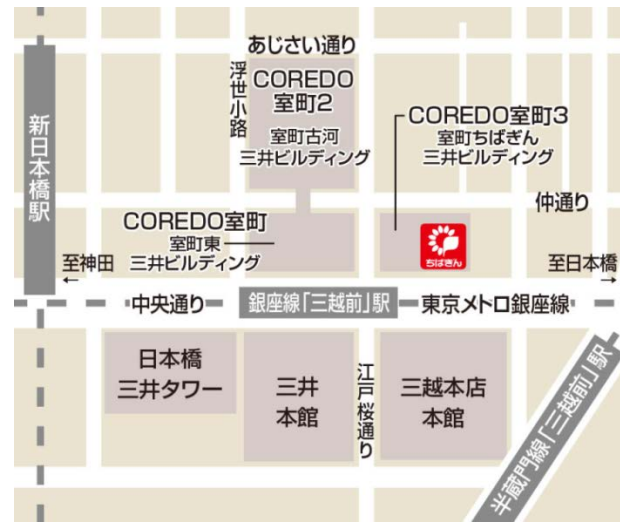 あじさい通り
浮世小路
COREDO
室町2
室町古河
三井ビルディング
COREDO室町3
室町ちばぎん
三井ビルディング
新日本橋駅
仲通り
COREDO室町
室町東
三井ビルディング
ちばぎん
至神田
←
至日本橋
→
中央通り
銀座線「三越前」駅
東京メトロ銀座線
日本橋
三井タワー
三井
本館
江戸桜通り
三越本店
本館
半蔵門線「三越前」駅